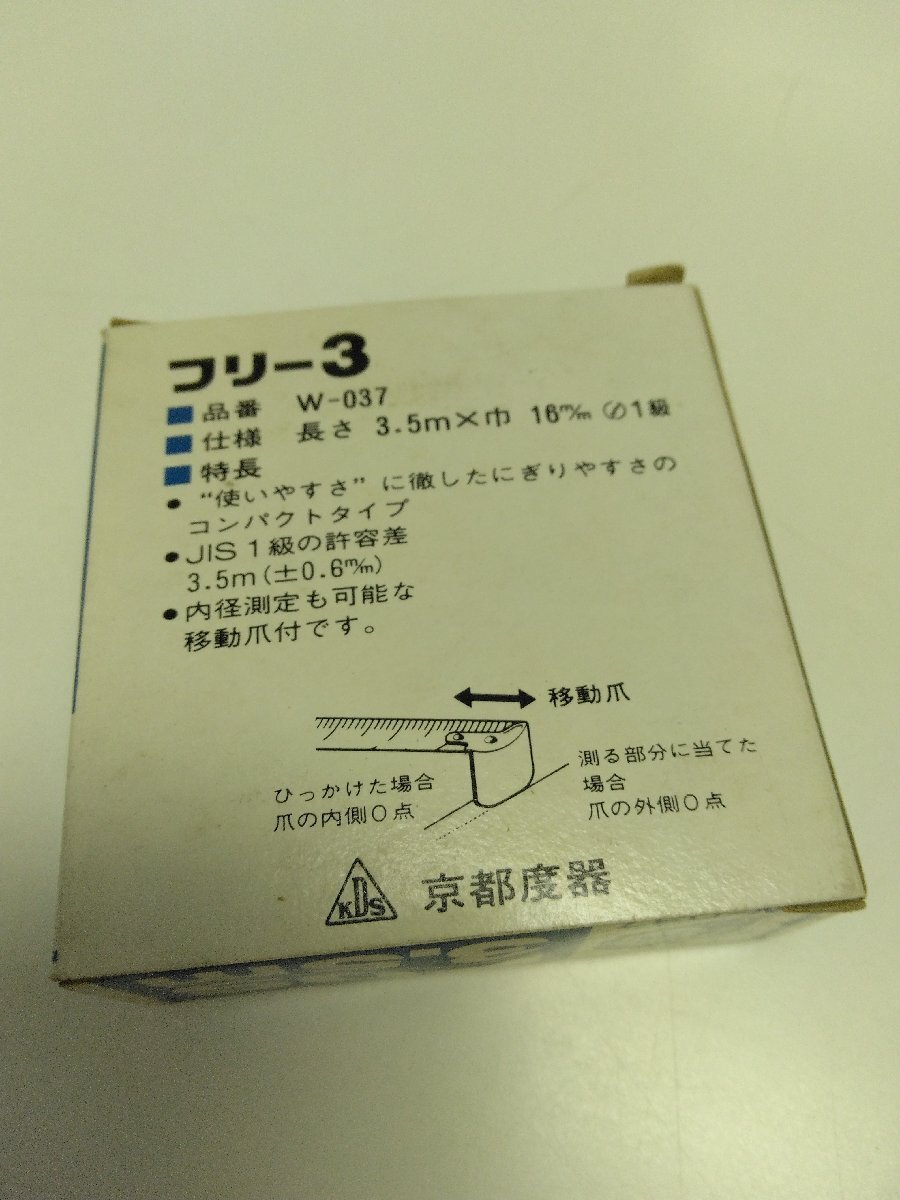 フリー3
■品番 W-037
■仕様 長さ 3.5m×巾 16m/m 1級
■特長
●“使いやすさ”に徹したにぎりやすさの
コンパクトタイプ
●JIS1級の許容差
3.5m(±0.6m/m)
●内径測定も可能な
移動爪付です。
移動爪
ひっかけた場合
爪の内側0点
測る部分に当てた
場合
爪の外側0点
KDS 京都度器